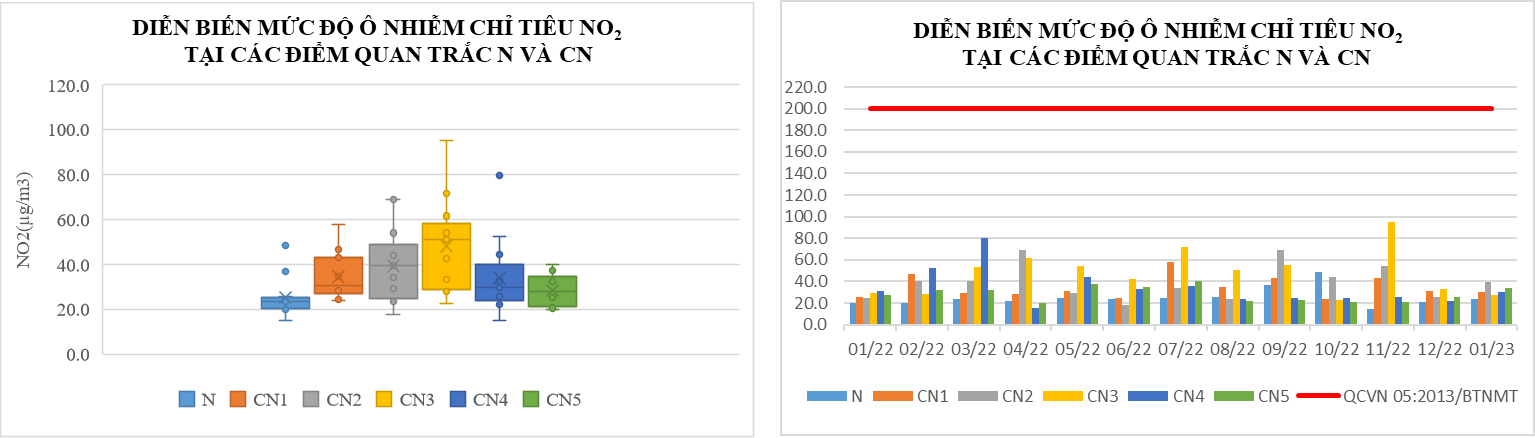 DIỄN BIẾN MỨC ĐỘ Ô NHIỄM CHỈ TIÊU NO2
TẠI CÁC ĐIỂM QUAN TRẮC N VÀ CN
120.0
100.0
80.0
60.0
40.0
20.0
0.0
NO2(µg/m3)
N CN1 CN2 CN3 CN4 CN5
DIỄN BIẾN MỨC ĐỘ Ô NHIỄM CHỈ TIÊU NO2
TẠI CÁC ĐIỂM QUAN TRẮC N VÀ CN
220.0
200.0
180.0
160.0
140.0
120.0
100.0
80.0
60.0
40.0
20.0
0.0
01/22 02/22 03/22 04/22 05/22 06/22 07/22 08/22 09/22 10/22 11/22 12/22 01/23
N CN1 CN2 CN3 CN4 CN5 QCVN 05:2013/BTNMT